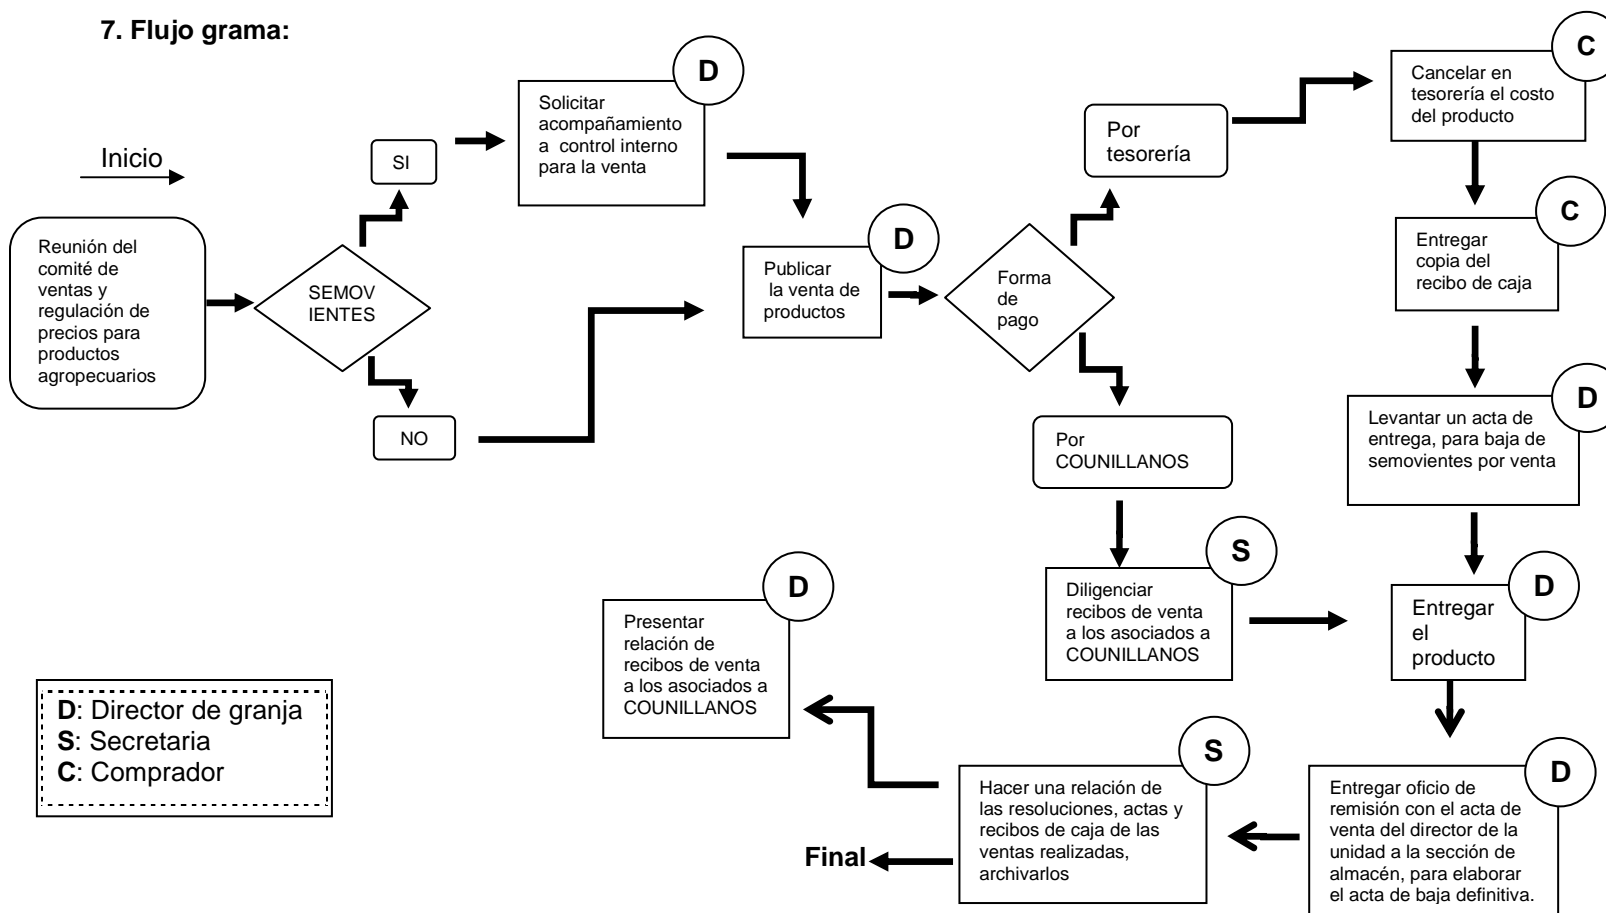 7. Flujo grama:
Inicio
Reunión del
comité de
ventas y
regulación de
precios para
productos
agropecuarios
SEMOV
IENTES
SI
NO
D
Solicitar
acompañamiento
a control interno
para la venta
D
Publicar
la venta de
productos
Forma
de
pago
Por
tesorería
Por
COUNILLANOS
C
Cancelar en
tesorería el costo
del producto
C
Entregar
copia del
recibo de caja
D
Levantar un acta de
entrega, para baja de
semovientes por venta
S
Diligenciar
recibos de venta
a los asociados a
COUNILLANOS
D
Entregar
el
producto
D
Entregar oficio de
remisión con el acta de
venta del director de la
unidad a la sección de
almacén, para elaborar
el acta de baja definitiva.
S
Hacer una relación de
las resoluciones, actas y
recibos de caja de las
ventas realizadas,
archivarlos
D
Presentar
relación de
recibos de venta
a los asociados a
COUNILLANOS
Final
D: Director de granja
S: Secretaria
C: Comprador